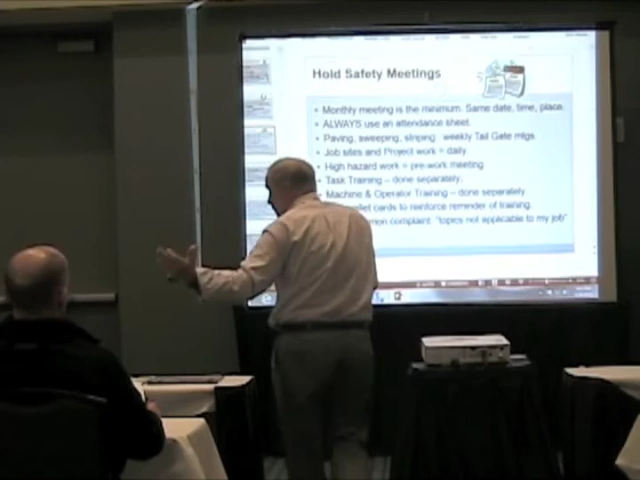 Hold Safety Meetings
• Monthly meeting is the minimum. Same date, time, place.
• ALWAYS use an attendance sheet.
• Paving, sweeping, striping: weekly Tail Gate mtgs.
• Job sites and Project work = daily
• High hazard work = pre-work meeting
• Task Training – done separately.
• Machine & Operator Training – done separately
cards to reinforce reminder of training.
complaint: "topics not applicable to my job"